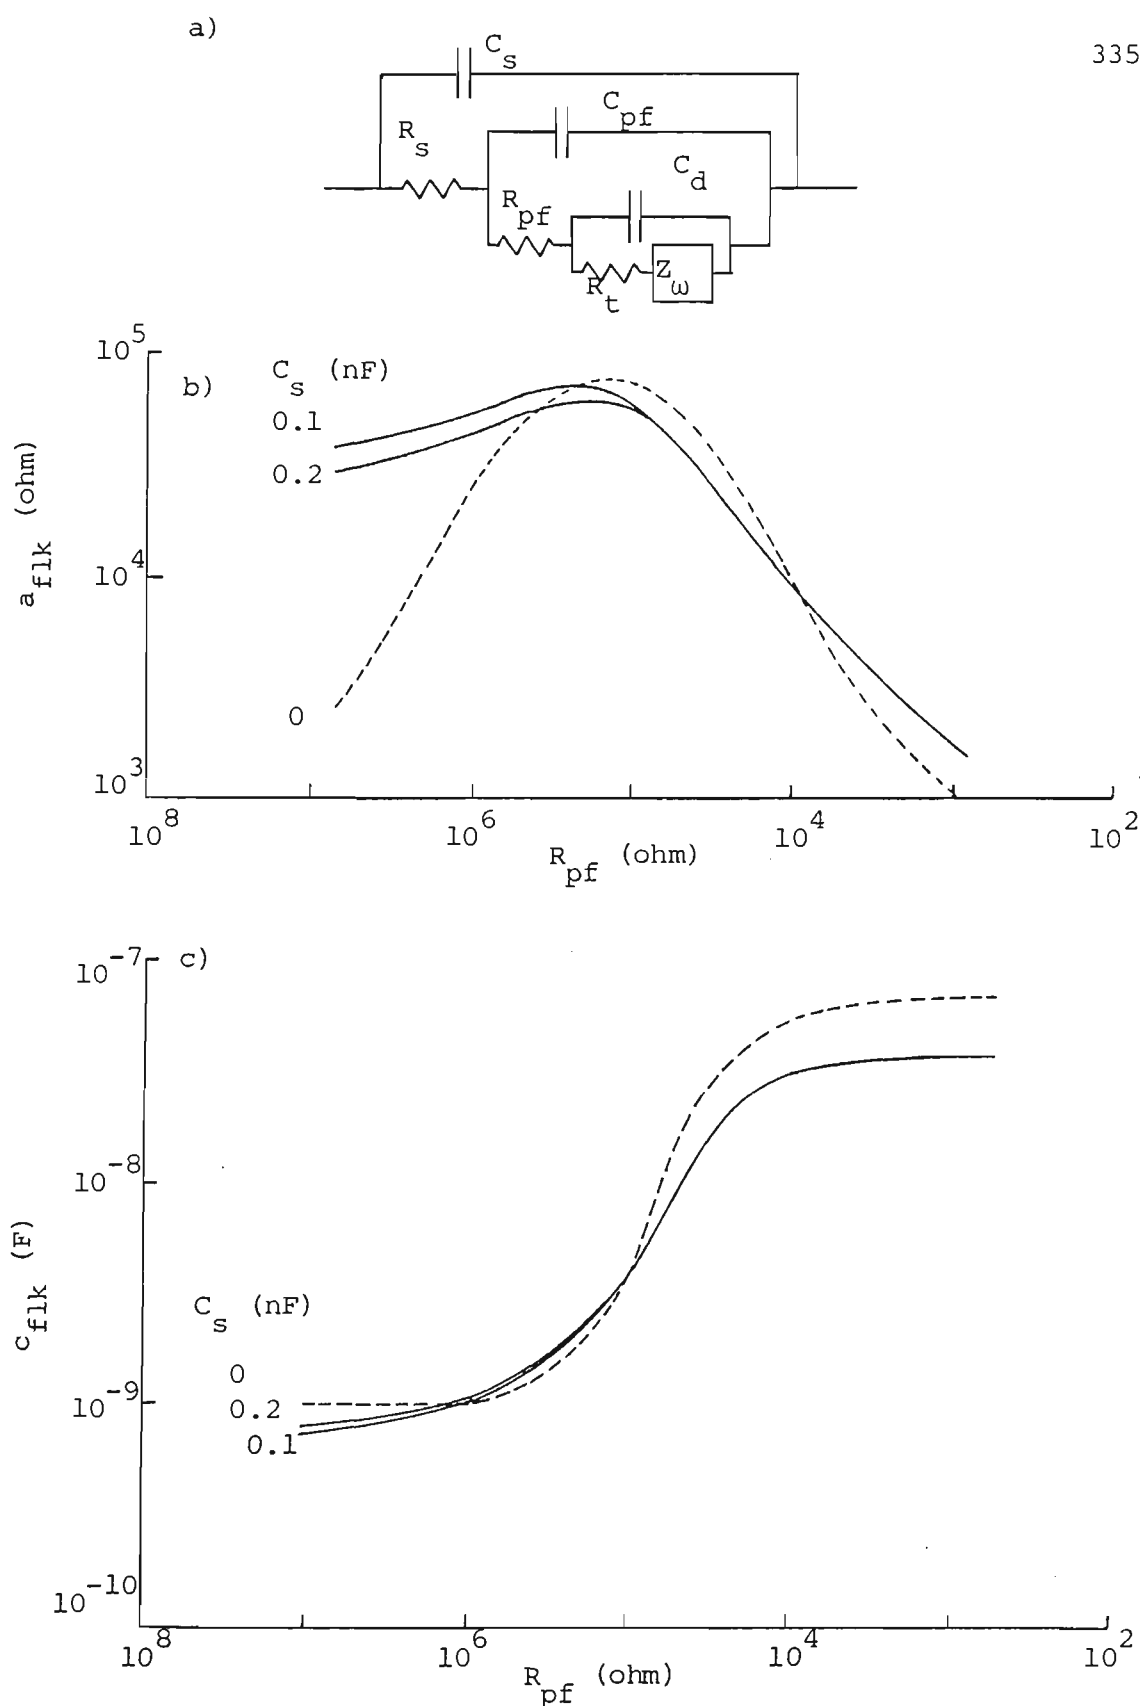 335
a)
C_s
C_pf
R_s
C_d
R_pf
R_t
Z_ω
b)
C_s (nF)
0.1
0.2
0
a_flk (ohm)
10^5
10^4
10^3
10^8
10^6
10^4
10^2
R_pf (ohm)
c)
C_s (nF)
0
0.2
0.1
c_flk (F)
10^-7
10^-8
10^-9
10^-10
10^8
10^6
10^4
10^2
R_pf (ohm)